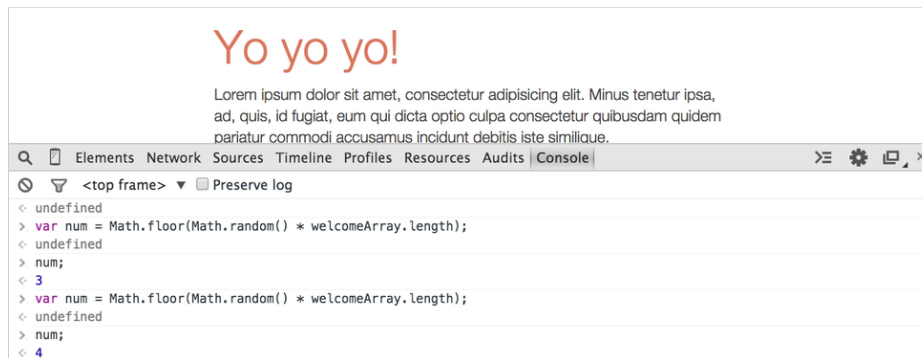 Yo yo yo!
Lorem ipsum dolor sit amet, consectetur adipisicing elit. Minus tenetur ipsa,
ad, quis, id fugiat, eum qui dicta optio culpa consectetur quibusdam quidem
pariatur commodi accusamus incidunt debitis iste similique.
Elements Network Sources Timeline Profiles Resources Audits Console
<top frame> ▼ Preserve log
undefined
> var num = Math.floor(Math.random() * welcomeArray.length);
undefined
> num;
3
> var num = Math.floor(Math.random() * welcomeArray.length);
undefined
> num;
4